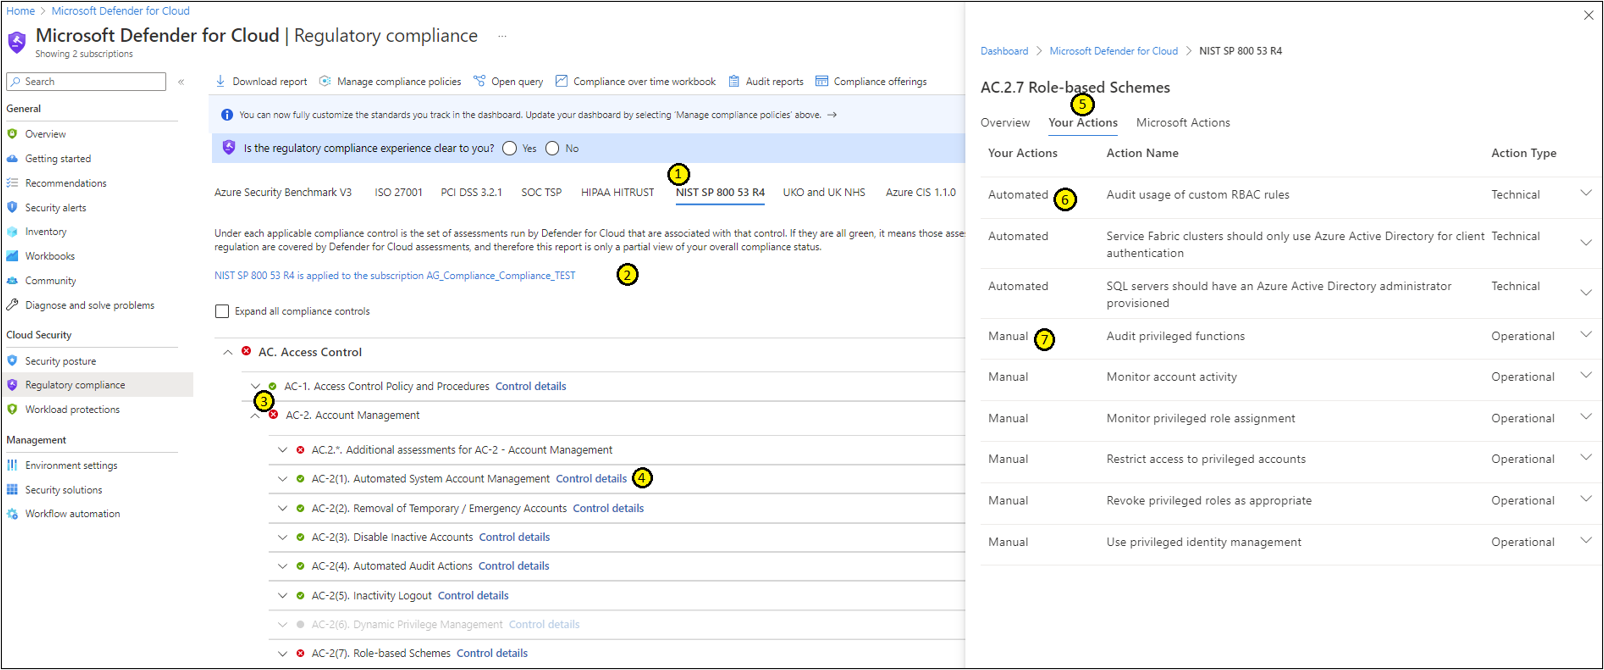 Home > Microsoft Defender for Cloud
Microsoft Defender for Cloud | Regulatory compliance ...
Showing 2 subscriptions
Search «
General
Overview
Getting started
Recommendations
Security alerts
Inventory
Workbooks
Community
Diagnose and solve problems
Cloud Security
Security posture
Regulatory compliance
Workload protections
Management
Environment settings
Security solutions
Workflow automation
Download report Manage compliance policies Open query Compliance over time workbook Audit reports Compliance offerings
You can now fully customize the standards you track in the dashboard. Update your dashboard by selecting 'Manage compliance policies' above. →
Is the regulatory compliance experience clear to you? Yes No
1
Azure Security Benchmark V3 ISO 27001 PCI DSS 3.2.1 SOC TSP HIPAA HITRUST NIST SP 800 53 R4 UKO and UK NHS Azure CIS 1.1.0
Under each applicable compliance control is the set of assessments run by Defender for Cloud that are associated with that control. If they are all green, it means those asse
regulation are covered by Defender for Cloud assessments, and therefore this report is only a partial view of your overall compliance status.
NIST SP 800 53 R4 is applied to the subscription AG_Compliance_Compliance_TEST 2
Expand all compliance controls
AC. Access Control
AC-1. Access Control Policy and Procedures Control details
3
AC-2. Account Management
AC.2.*. Additional assessments for AC-2 - Account Management
AC-2(1). Automated System Account Management Control details 4
AC-2(2). Removal of Temporary / Emergency Accounts Control details
AC-2(3). Disable Inactive Accounts Control details
AC-2(4). Automated Audit Actions Control details
AC-2(5). Inactivity Logout Control details
AC-2(6). Dynamic Privilege Management Control details
AC-2(7). Role-based Schemes Control details
Dashboard > Microsoft Defender for Cloud > NIST SP 800 53 R4
AC.2.7 Role-based Schemes
5
Overview Your Actions Microsoft Actions
Your Actions Action Name Action Type
Automated 6 Audit usage of custom RBAC rules Technical
Automated Service Fabric clusters should only use Azure Active Directory for client Technical
authentication
Automated SQL servers should have an Azure Active Directory administrator Technical
provisioned
Manual 7 Audit privileged functions Operational
Manual Monitor account activity Operational
Manual Monitor privileged role assignment Operational
Manual Restrict access to privileged accounts Operational
Manual Revoke privileged roles as appropriate Operational
Manual Use privileged identity management Operational